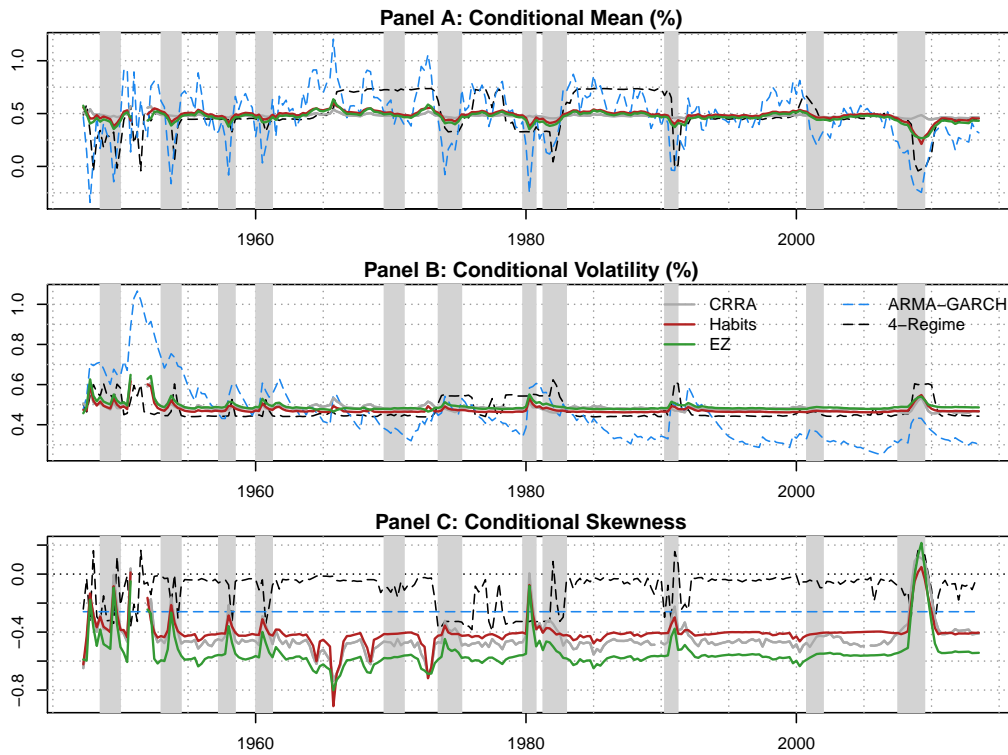 Panel A: Conditional Mean (%)
1.0
0.5
0.0
1960 1980 2000
Panel B: Conditional Volatility (%)
1.0
0.8
0.6
0.4
CRRA ARMA−GARCH
Habits 4−Regime
EZ
1960 1980 2000
Panel C: Conditional Skewness
0.0
−0.4
−0.8
1960 1980 2000